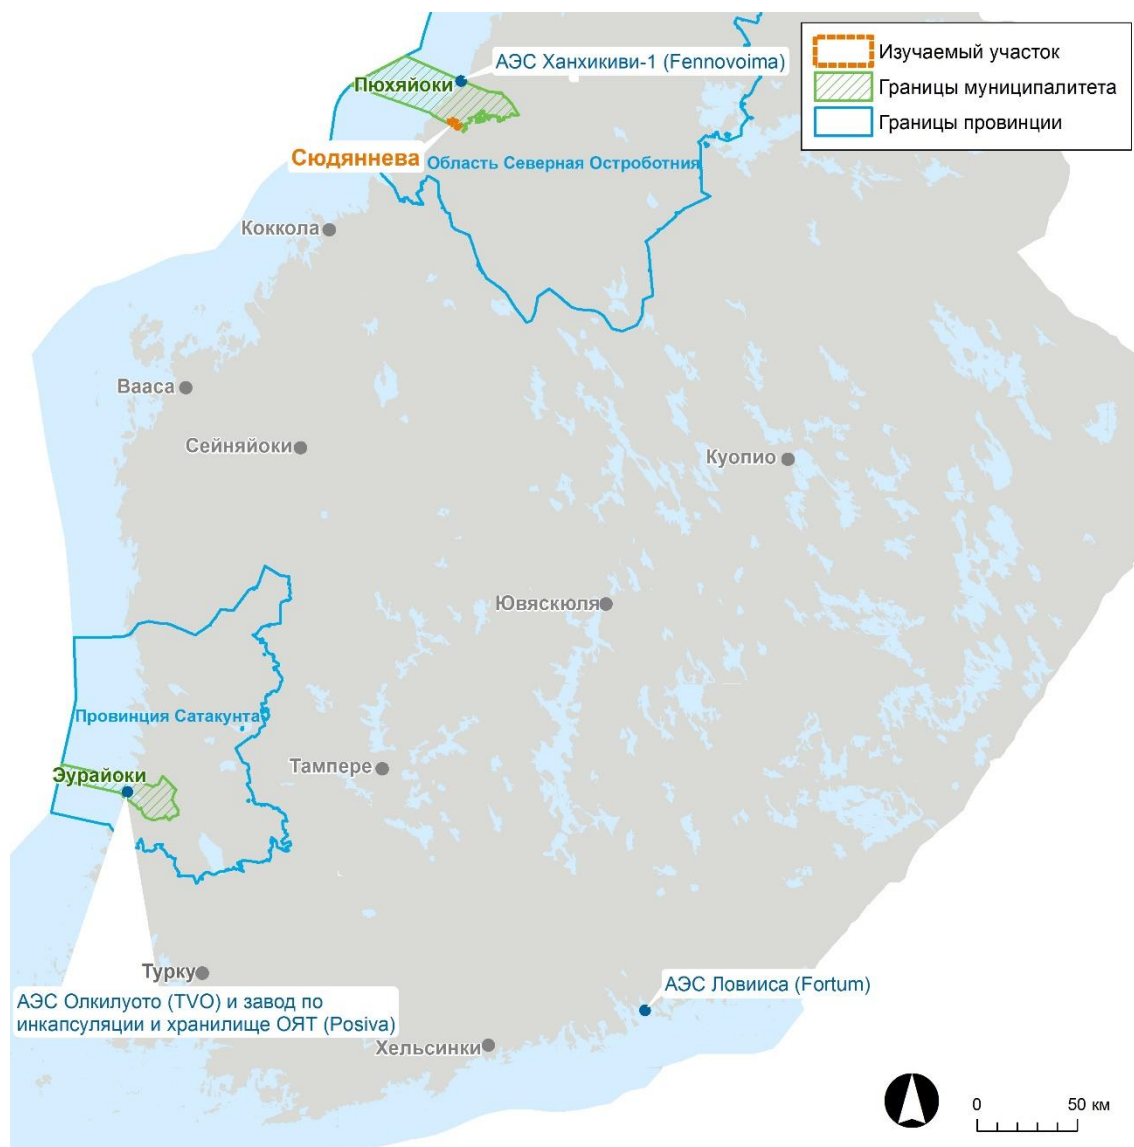 Изучаемый участок
Границы муниципалитета
Границы провинции
АЭС Ханхикиви-1 (Fennovoima)
Пюхяйоки
Сюдяннева
Область Северная Остроботния
Коккола
Вааса
Сейняйоки
Куопио
Ювяскюля
Провинция Сатакунта
Эурайоки
Тампере
Турку
АЭС Ловииса (Fortum)
АЭС Олкилуото (TVO) и завод по
инкапсуляции и хранилище ОЯТ (Posiva)
Хельсинки
0 50 км